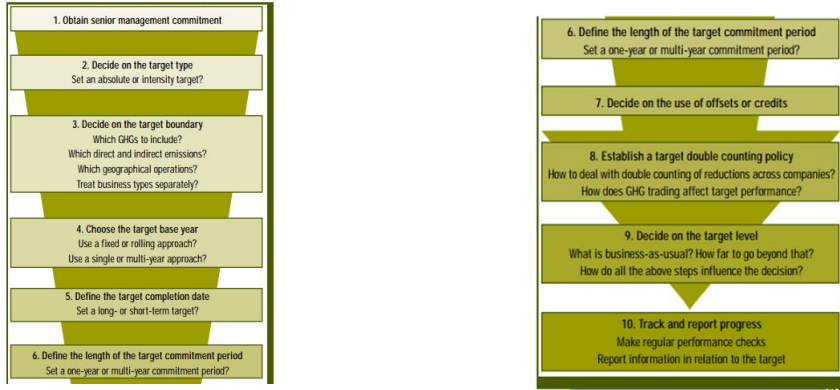 1. Obtain senior management commitment
2. Decide on the target type
Set an absolute or intensity target?
3. Decide on the target boundary
Which GHGs to include?
Which direct and indirect emissions?
Which geographical operations?
Treat business types separately?
4. Choose the target base year
Use a fixed or rolling approach?
Use a single or multi-year approach?
5. Define the target completion date
Set a long- or short-term target?
6. Define the length of the target commitment period
Set a one-year or multi-year commitment period?
6. Define the length of the target commitment period
Set a one-year or multi-year commitment period?
7. Decide on the use of offsets or credits
8. Establish a target double counting policy
How to deal with double counting of reductions across companies?
How does GHG trading affect target performance?
9. Decide on the target level
What is business-as-usual? How far to go beyond that?
How do all the above steps influence the decision?
10. Track and report progress
Make regular performance checks
Report information in relation to the target